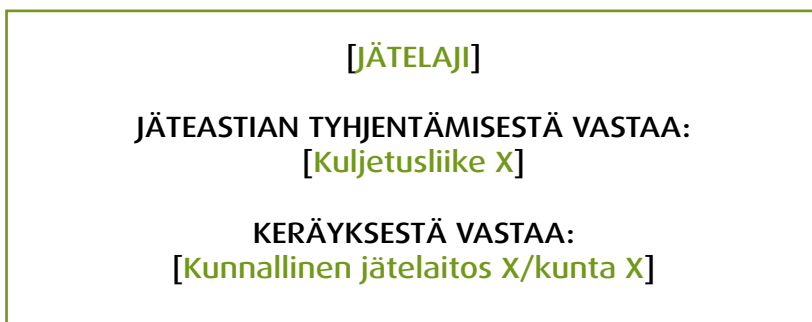 [JÄTELAJI]
JÄTEASTIAN TYHJENTÄMISESTÄ VASTAA:
[Kuljetusliike X]
KERÄYKSESTÄ VASTAA:
[Kunnallinen jätelaitos X/kunta X]